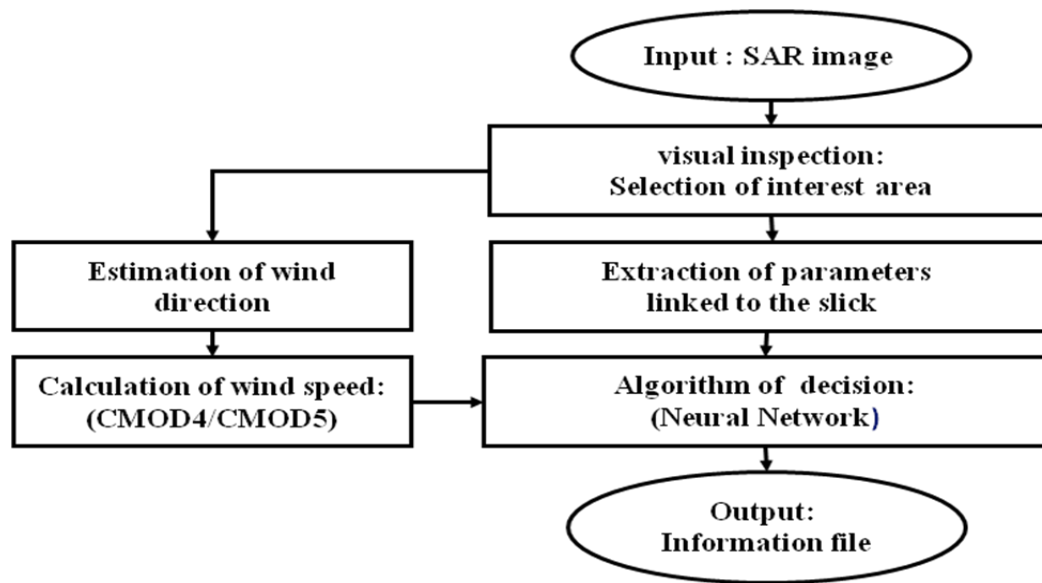 Input : SAR image
visual inspection:
Selection of interest area
Estimation of wind
direction
Extraction of parameters
linked to the slick
Calculation of wind speed:
(CMOD4/CMOD5)
Algorithm of decision:
(Neural Network)
Output:
Information file